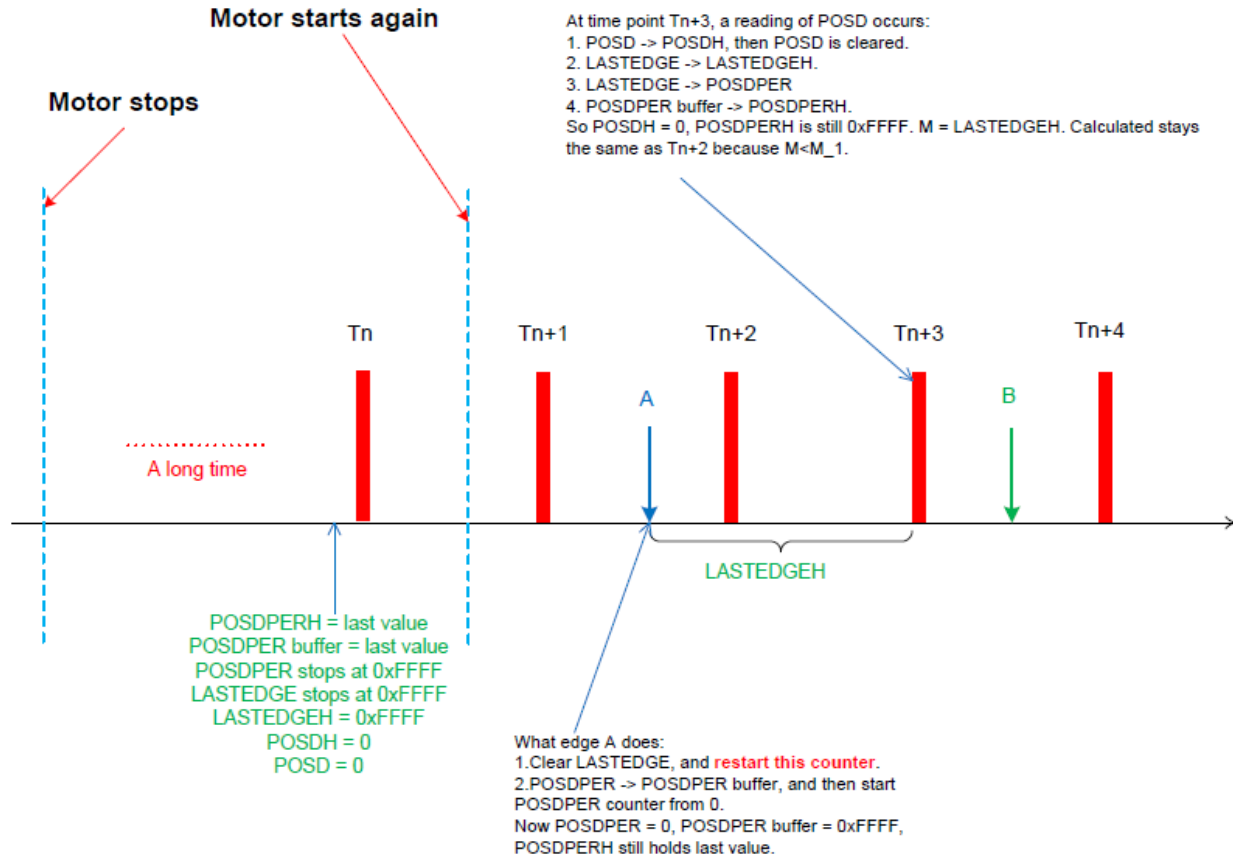 Motor starts again
Motor stops
At time point Tn+3, a reading of POSD occurs:
1. POSD -> POSDH, then POSD is cleared.
2. LASTEDGE -> LASTEDGEH.
3. LASTEDGE -> POSDPER
4. POSDPER buffer -> POSDPERH.
So POSDH = 0, POSDPERH is still 0xFFFF. M = LASTEDGEH. Calculated stays
the same as Tn+2 because M<M_1.
Tn
Tn+1
Tn+2
Tn+3
Tn+4
A
B
A long time
LASTEDGEH
POSDPERH = last value
POSDPER buffer = last value
POSDPER stops at 0xFFFF
LASTEDGE stops at 0xFFFF
LASTEDGEH = 0xFFFF
POSDH = 0
POSD = 0
What edge A does:
1.Clear LASTEDGE, and restart this counter.
2.POSDPER -> POSDPER buffer, and then start
POSDPER counter from 0.
Now POSDPER = 0, POSDPER buffer = 0xFFFF,
POSDPERH still holds last value.